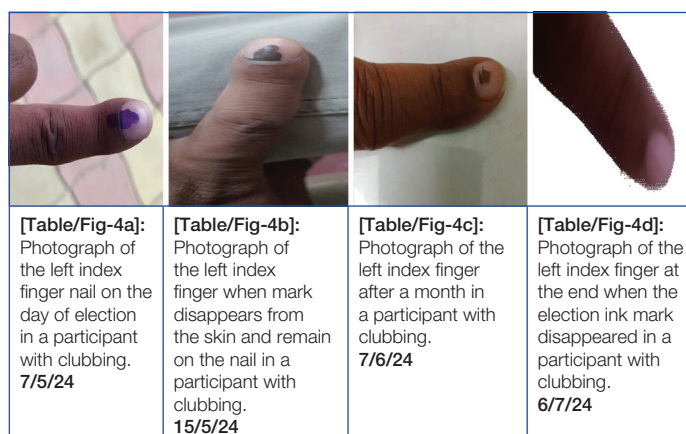 [Table/Fig-4a]:
Photograph of
the left index
finger nail on the
day of election
in a participant
with clubbing.
7/5/24
[Table/Fig-4b]:
Photograph of
the left index
finger when mark
disappears from
the skin and remain
on the nail in a
participant with
clubbing.
15/5/24
[Table/Fig-4c]:
Photograph of the
left index finger
after a month in
a participant with
clubbing.
7/6/24
[Table/Fig-4d]:
Photograph of the
left index finger at
the end when the
election ink mark
disappeared in a
participant with
clubbing.
6/7/24